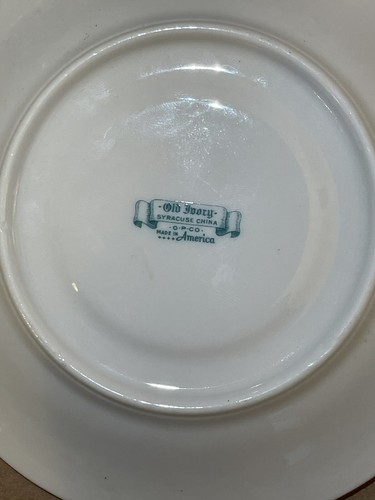 -Old Ivory-
SYRACUSE CHINA
·O·P·CO·
MADE IN America